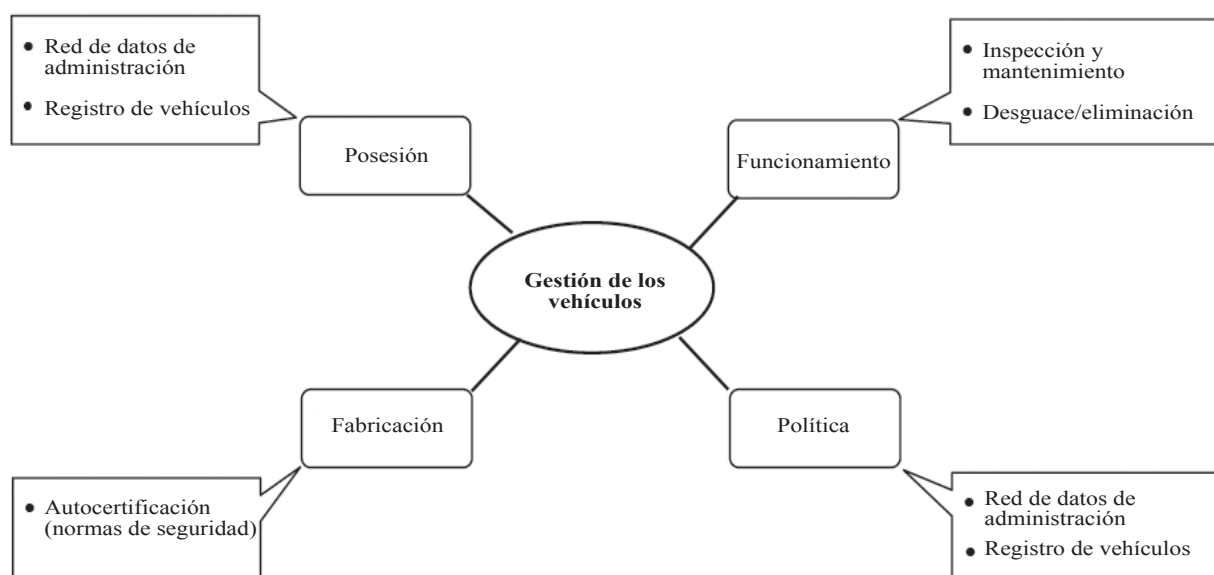 • Red de datos de
administración
• Registro de vehículos
• Inspección y
mantenimiento
• Desguace/eliminación
Posesión
Funcionamiento
Gestión de los
vehículos
Fabricación
Política
• Autocertificación
(normas de seguridad)
• Red de datos de
administración
• Registro de vehículos